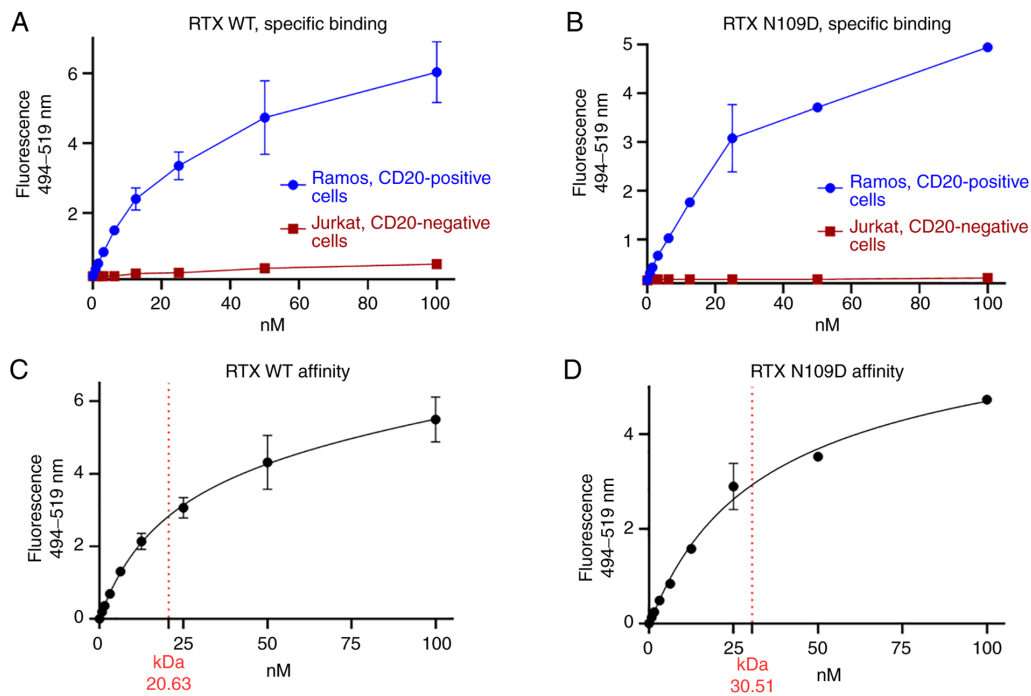 A
RTX WT, specific binding
Fluorescence
494–519 nm
6
4
2
0
20
40
60
80
100
nM
Ramos, CD20-positive
cells
Jurkat, CD20-negative
cells
B
RTX N109D, specific binding
Fluorescence
494–519 nm
5
4
3
2
1
0
20
40
60
80
100
nM
Ramos, CD20-positive
cells
Jurkat, CD20-negative
cells
C
RTX WT affinity
Fluorescence
494–519 nm
6
4
2
0
0
25
50
75
100
kDa
20.63
nM
D
RTX N109D affinity
Fluorescence
494–519 nm
4
2
0
0
25
50
75
100
kDa
30.51
nM